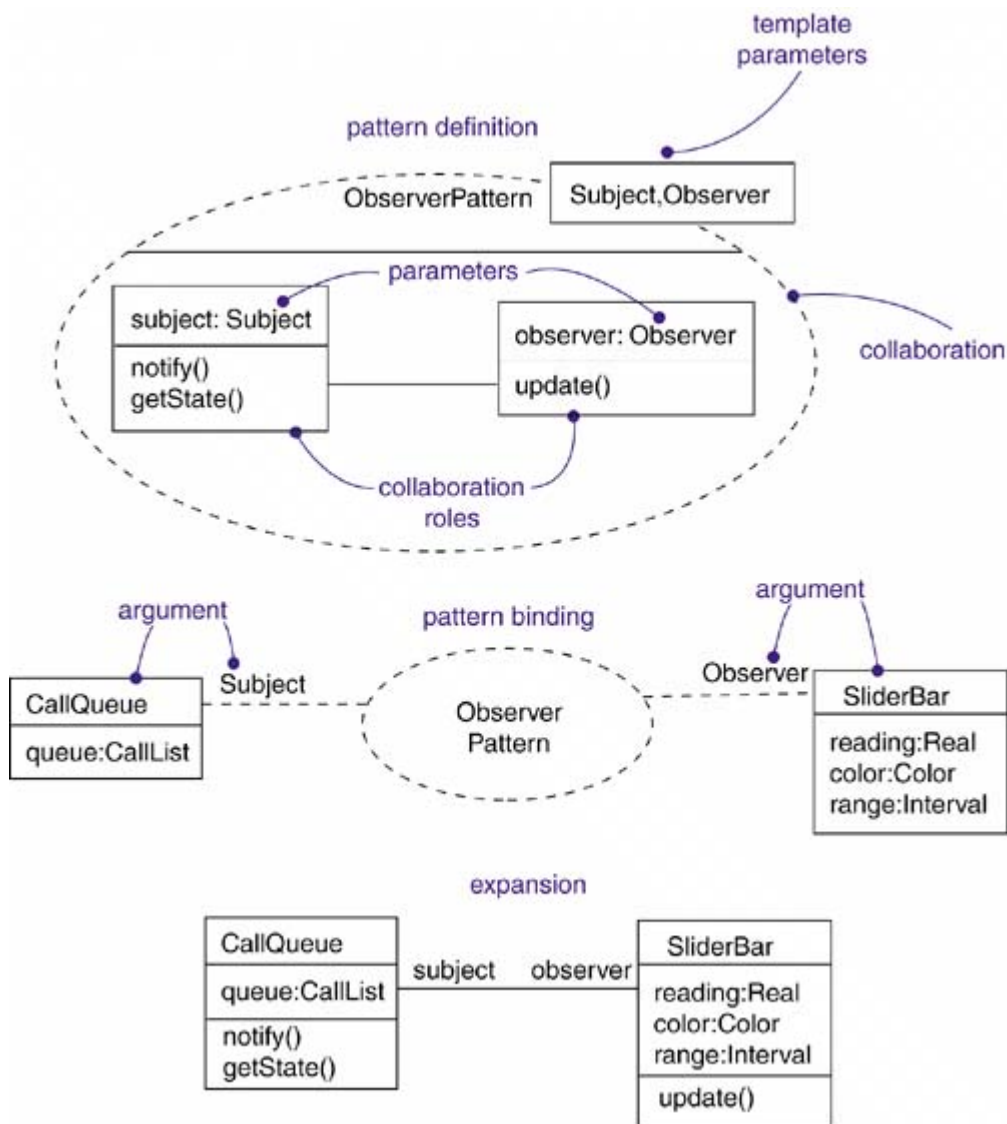 template
parameters
pattern definition
ObserverPattern
Subject,Observer
parameters
subject: Subject
notify()
getState()
observer: Observer
update()
collaboration
collaboration
roles
argument
pattern binding
argument
Subject
Observer
CallQueue
queue:CallList
Observer
Pattern
SliderBar
reading:Real
color:Color
range:Interval
expansion
CallQueue
queue:CallList
notify()
getState()
subject
observer
SliderBar
reading:Real
color:Color
range:Interval
update()